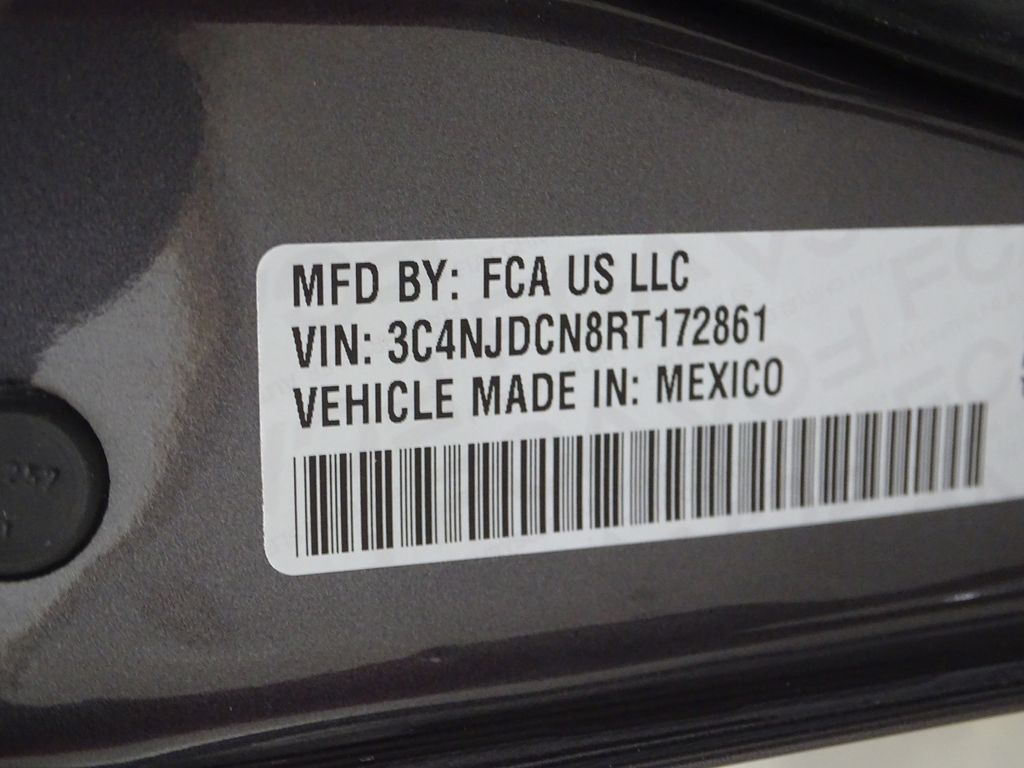 MFD BY: FCA US LLC
VIN: 3C4NJDCN8RT172861
VEHICLE MADE IN: MEXICO